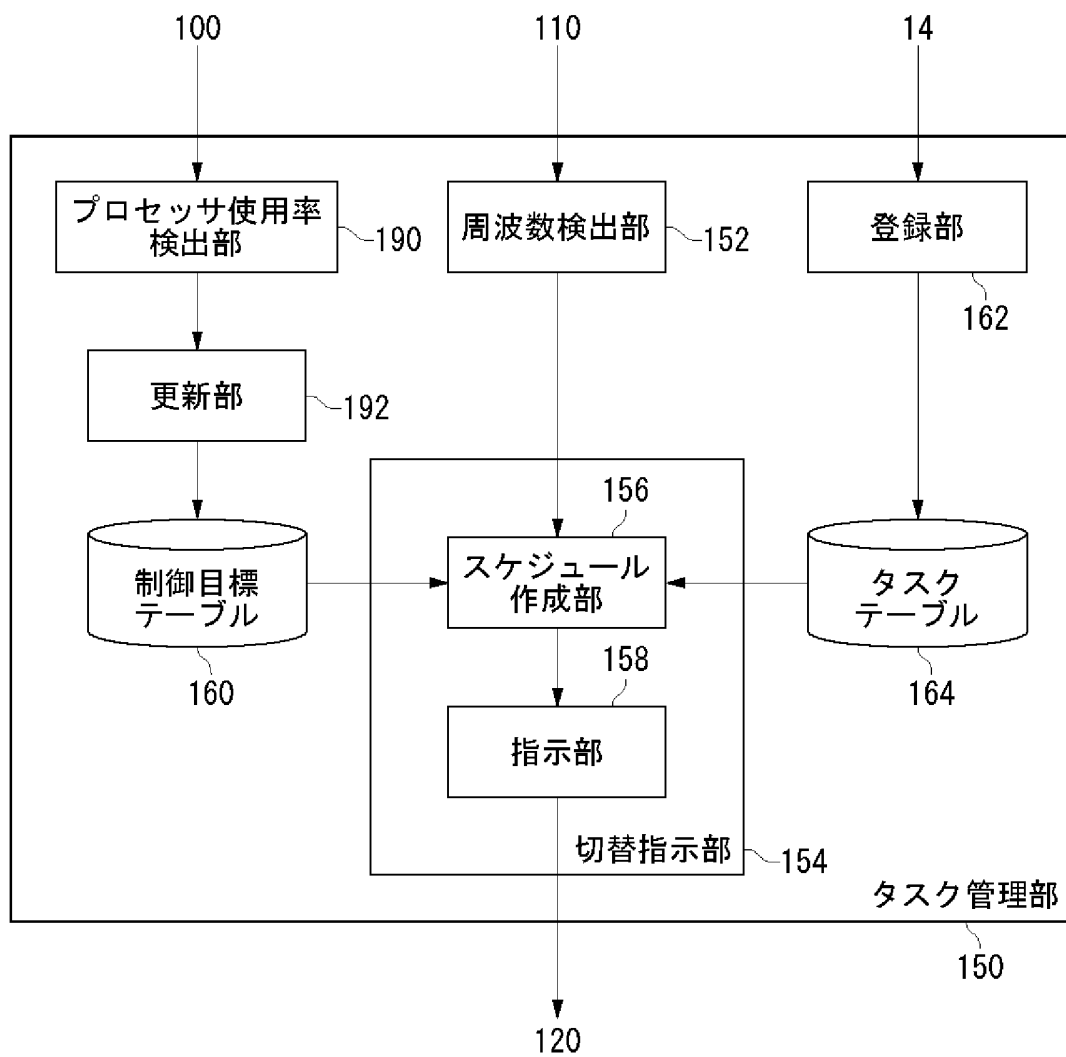 100
110
14
プロセッサ使用率
検出部
190
周波数検出部
152
登録部
162
更新部
192
156
制御目標
テーブル
160
スケジュール
作成部
タスク
テーブル
164
158
指示部
切替指示部
154
タスク管理部
150
120